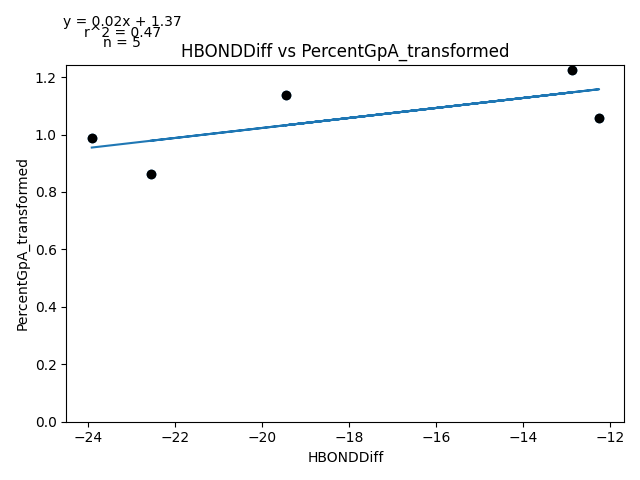 y = 0.02x + 1.37
r^2 = 0.47
n = 5
HBONDDiff vs PercentGpA_transformed
PercentGpA_transformed
1.2
1.0
0.8
0.6
0.4
0.2
0.0
−24 −22 −20 −18 −16 −14 −12
HBONDDiff